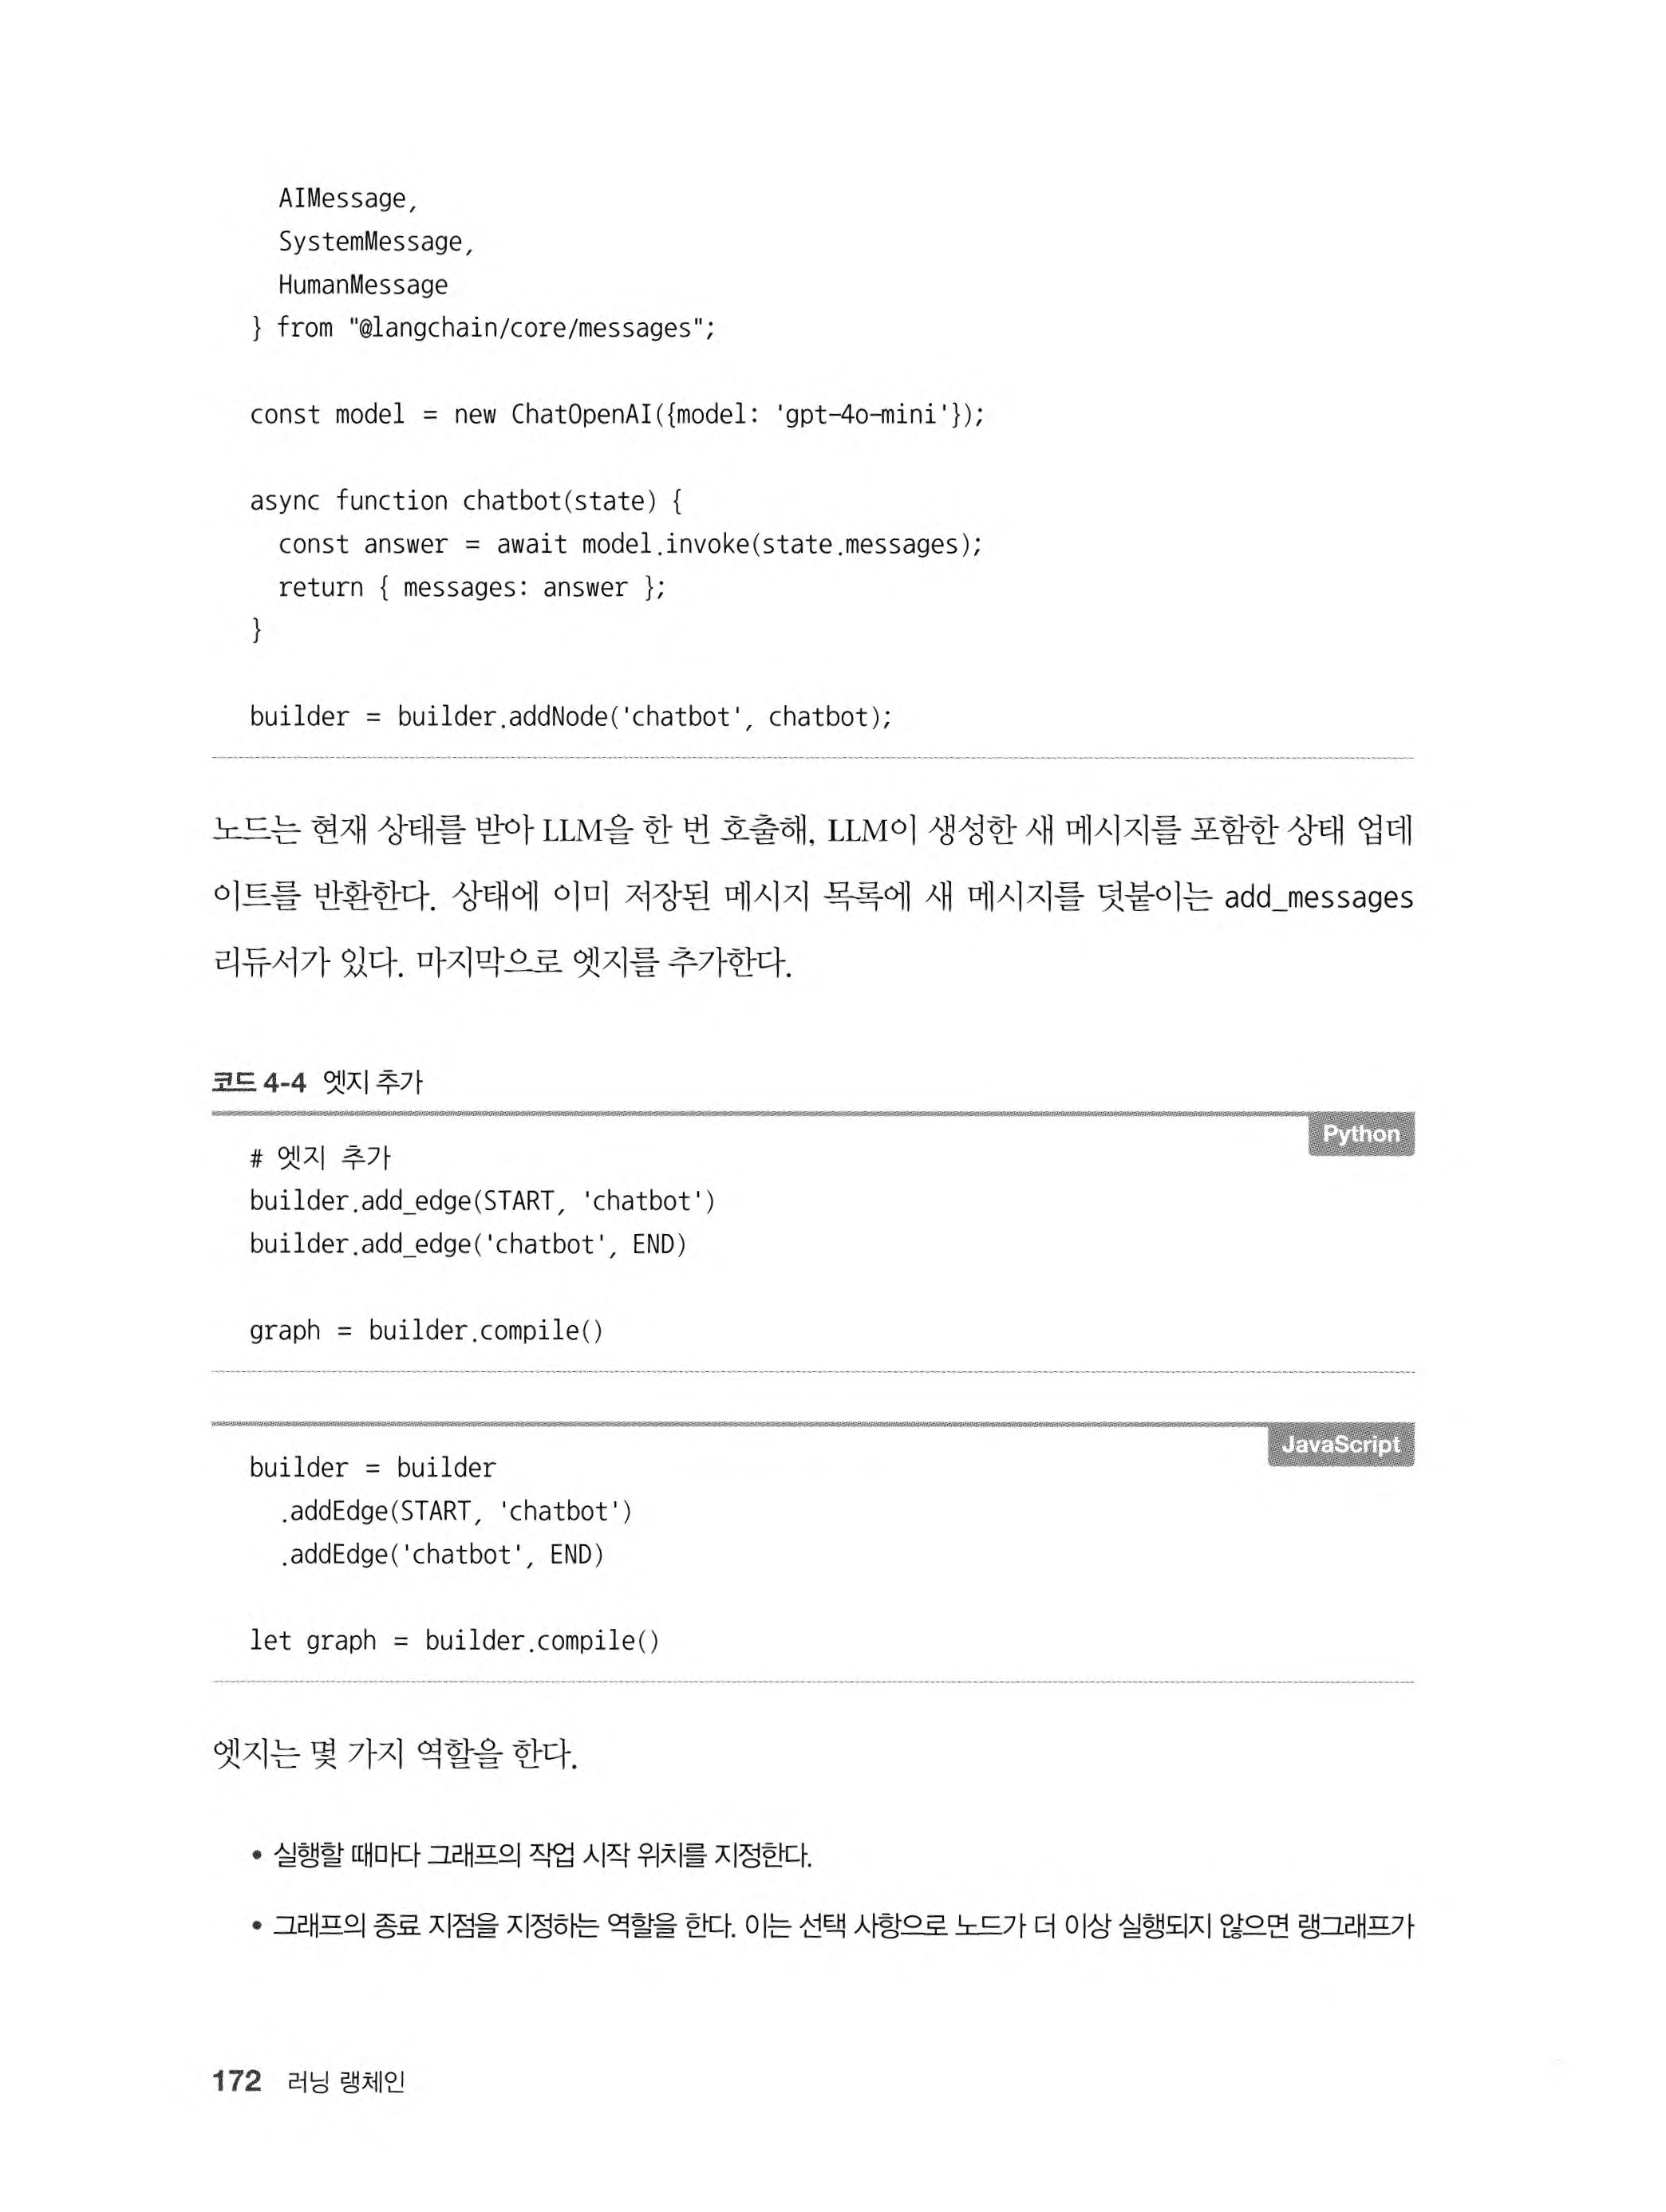 AIMessage,
SystemMessage,
HumanMessage
} from "@langchain/core/messages";
const model = new ChatOpenAI({model: 'gpt-4o-mini'});
async function chatbot(state) {
const answer = await model.invoke(state.messages);
return { messages: answer };
}
builder = builder.addNode('chatbot', chatbot);
노드는 현재 상태를 받아 LLM을 한 번 호출해, LLM이 생성한 새 메시지를 포함한 상태 업데
이트를 반환한다. 상태에 이미 저장된 메시지 목록에 새 메시지를 덧붙이는 add_messages
리듀서가 있다. 마지막으로 엣지를 추가한다.
코드 4-4 엣지 추가
Python
# 엣지 추가
builder.add_edge(START, 'chatbot')
builder.add_edge('chatbot', END)
graph = builder.compile()
JavaScript
builder = builder
.addEdge(START, 'chatbot')
.addEdge('chatbot', END)
let graph = builder.compile()
엣지는 몇 가지 역할을 한다.
• 실행할 때마다 그래프의 작업 시작 위치를 지정한다.
• 그래프의 종료 지점을 지정하는 역할을 한다. 이는 선택 사항으로 노드가 더 이상 실행되지 않으면 랭그래프가
172 러닝 랭체인